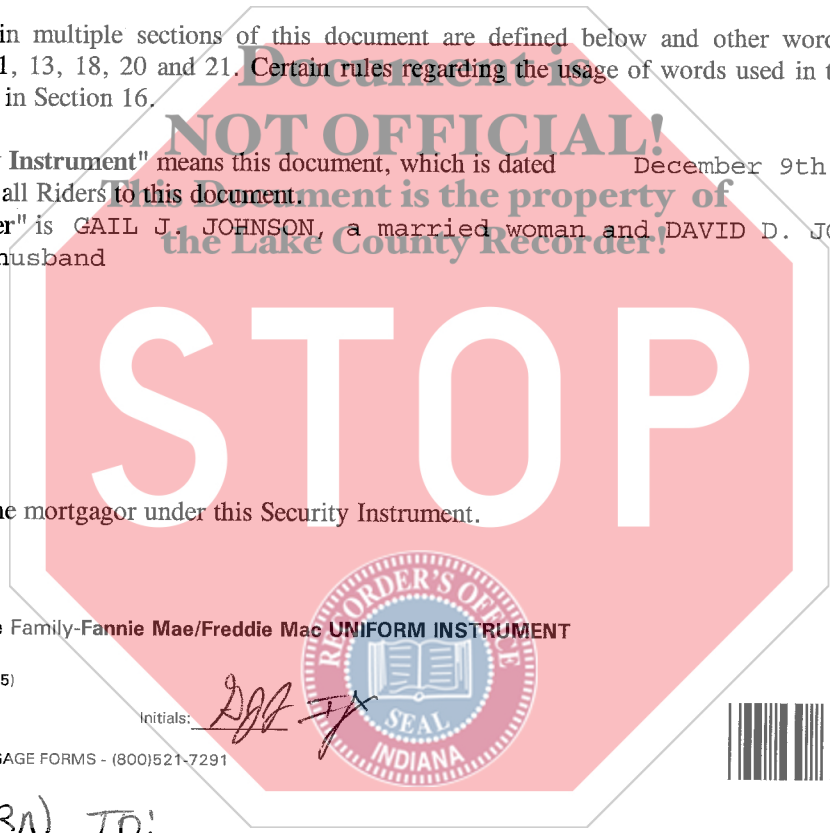 in multiple sections of this document are defined below and other
1, 13, 18, 20 and 21. Certain rules regarding the usage of words used in
in Section 16.
Document is
NOT OFFICIAL!
This Document is the property of
the Lake County Recorder!
Instrument" means this document, which is dated December 9th
all Riders to this document.
er" is GAIL J. JOHNSON, a married woman and DAVID D.
husband
STOP
mortgagor under this Security Instrument.
Family-Fannie Mae/Freddie Mac UNIFORM INSTRUMENT
5)
Initials:
AGE FORMS - (800)521-7291
RECORDER'S OFFICE
SEAL
INDIANA
TO: